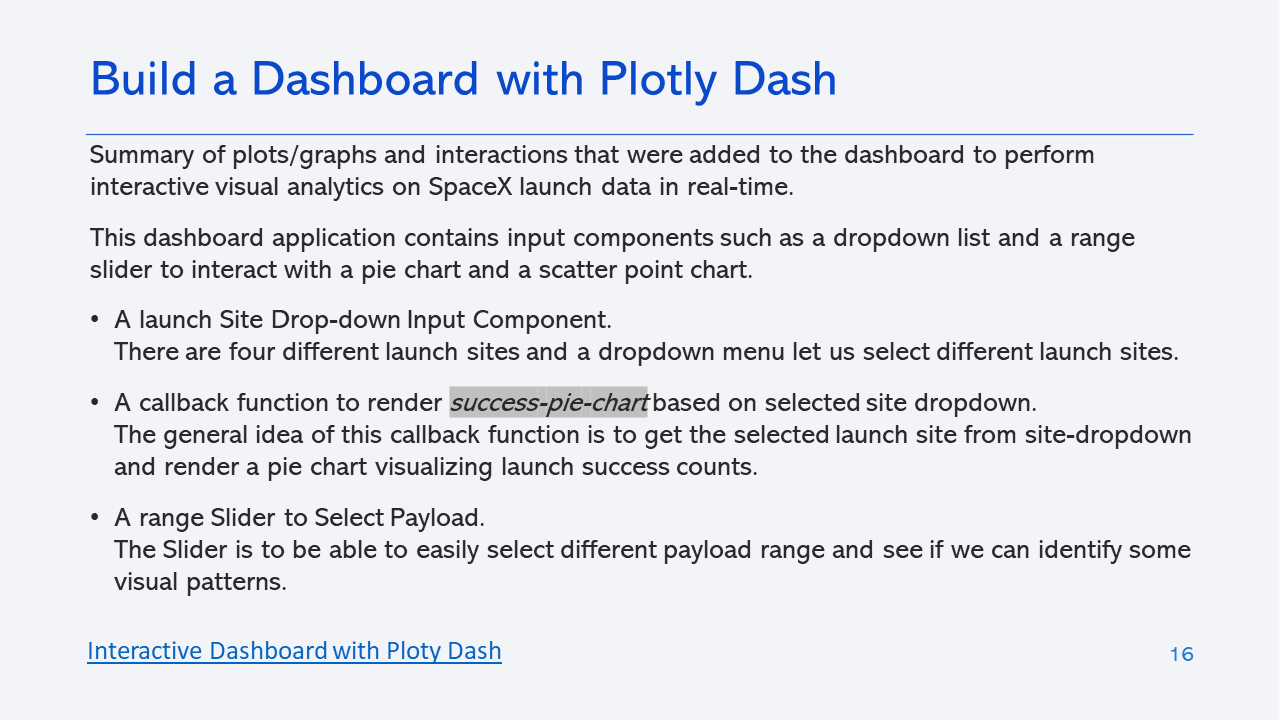 Build a Dashboard with Plotly Dash
Summary of plots/graphs and interactions that were added to the dashboard to perform
interactive visual analytics on SpaceX launch data in real-time.
This dashboard application contains input components such as a dropdown list and a range
slider to interact with a pie chart and a scatter point chart.
• A launch Site Drop-down Input Component.
There are four different launch sites and a dropdown menu let us select different launch sites.
• A callback function to render success-pie-chart based on selected site dropdown.
The general idea of this callback function is to get the selected launch site from site-dropdown
and render a pie chart visualizing launch success counts.
• A range Slider to Select Payload.
The Slider is to be able to easily select different payload range and see if we can identify some
visual patterns.
Interactive Dashboard with Ploty Dash
16